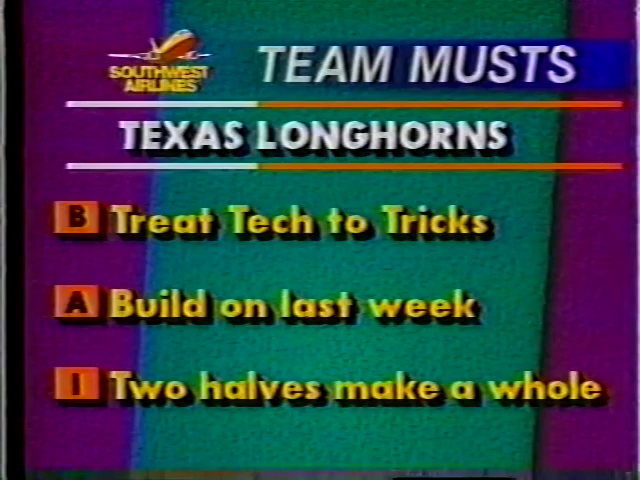 SOUTHWEST
AIRLINES
TEAM MUSTS
TEXAS LONGHORNS
B Treat Tech to Tricks
A Build on last week
I Two halves make a whole